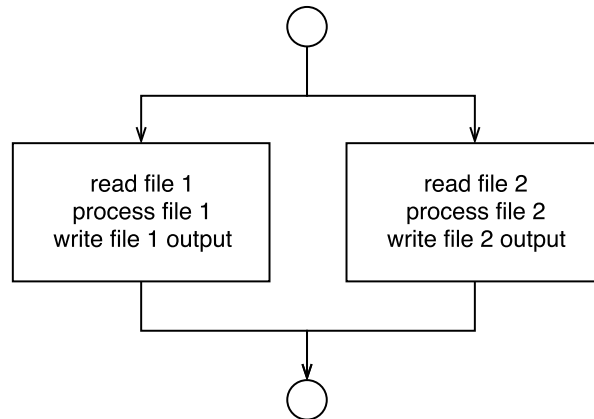 read file 1
process file 1
write file 1 output
read file 2
process file 2
write file 2 output